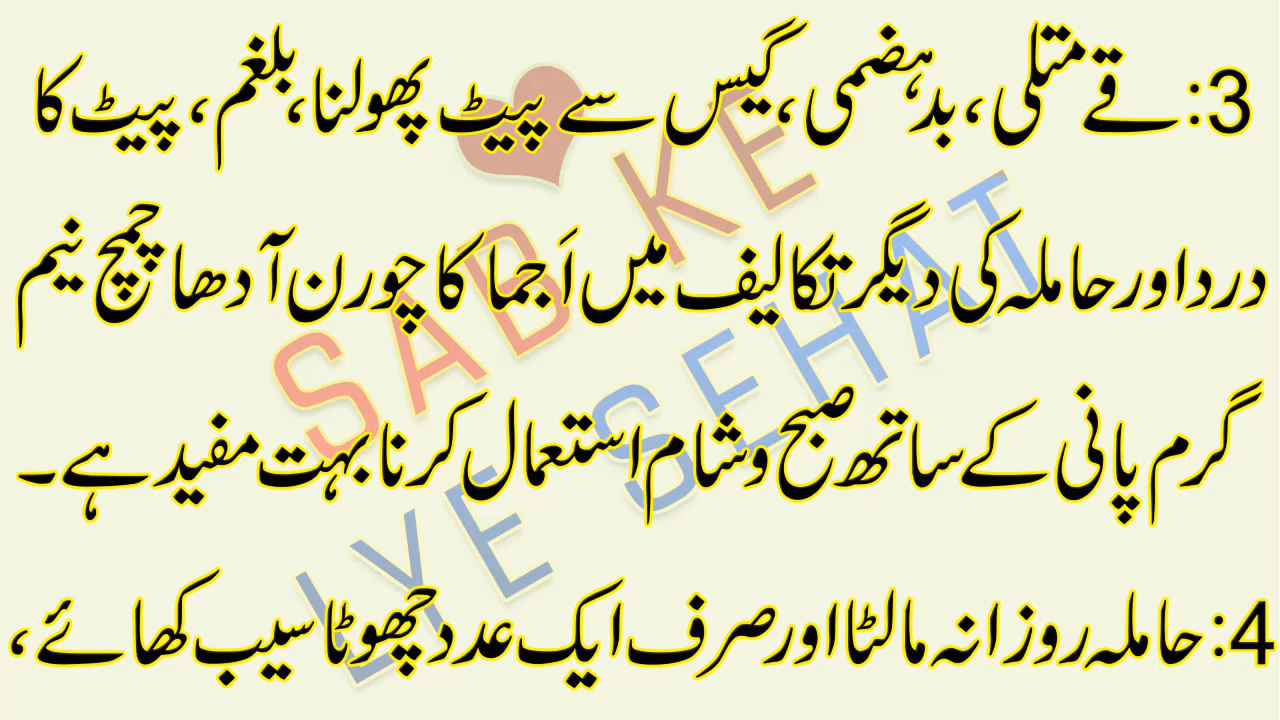 3: قے متلی، بدہضمی، گیس سے پیٹ پھولنا، بلغم، پیٹ کا
درد اور حاملہ کی دیگر تکالیف میں اَجما کا چورن آدھا چمچ نیم
گرم پانی کے ساتھ صبح و شام استعمال کرنا بہت مفید ہے۔
4: حاملہ روزانہ مالٹا اور صرف ایک عدد چھوٹا سیب کھائے،
SAB KE
LYE SEHAT